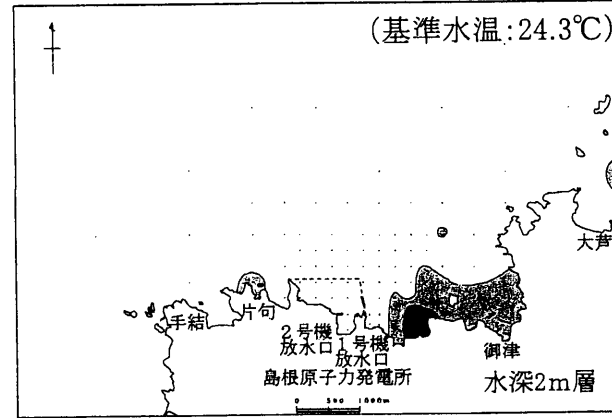 (基準水温:24.3℃)
大芦
手結
片句
2号機
放水口
1号機
放水口
御津
島根原子力発電所
水深2m層
0 500 1000m